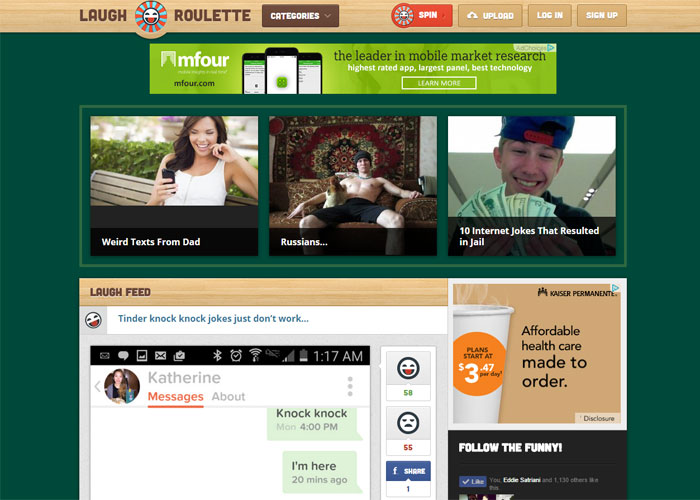 LAUGH ROULETTE
CATEGORIES
SPIN
UPLOAD
LOG IN
SIGN UP
mfour
mfour.com
the leader in mobile market research
highest rated app, largest panel, best technology
LEARN MORE
AdChoices
Weird Texts From Dad
Russians...
10 Internet Jokes That Resulted
in Jail
LAUGH FEED
Tinder knock knock jokes just don't work...
1:17 AM
Katherine
Messages About
Knock knock
Mon 4:00 PM
I'm here
20 mins ago
58
55
f SHARE
1
KAISER PERMANENTE.
Affordable
health care
made to
order.
PLANS
START AT
$3.47
per day
Disclosure
FOLLOW THE FUNNY!
Like
You, Eddie Satriani and 1,130 others like
this.